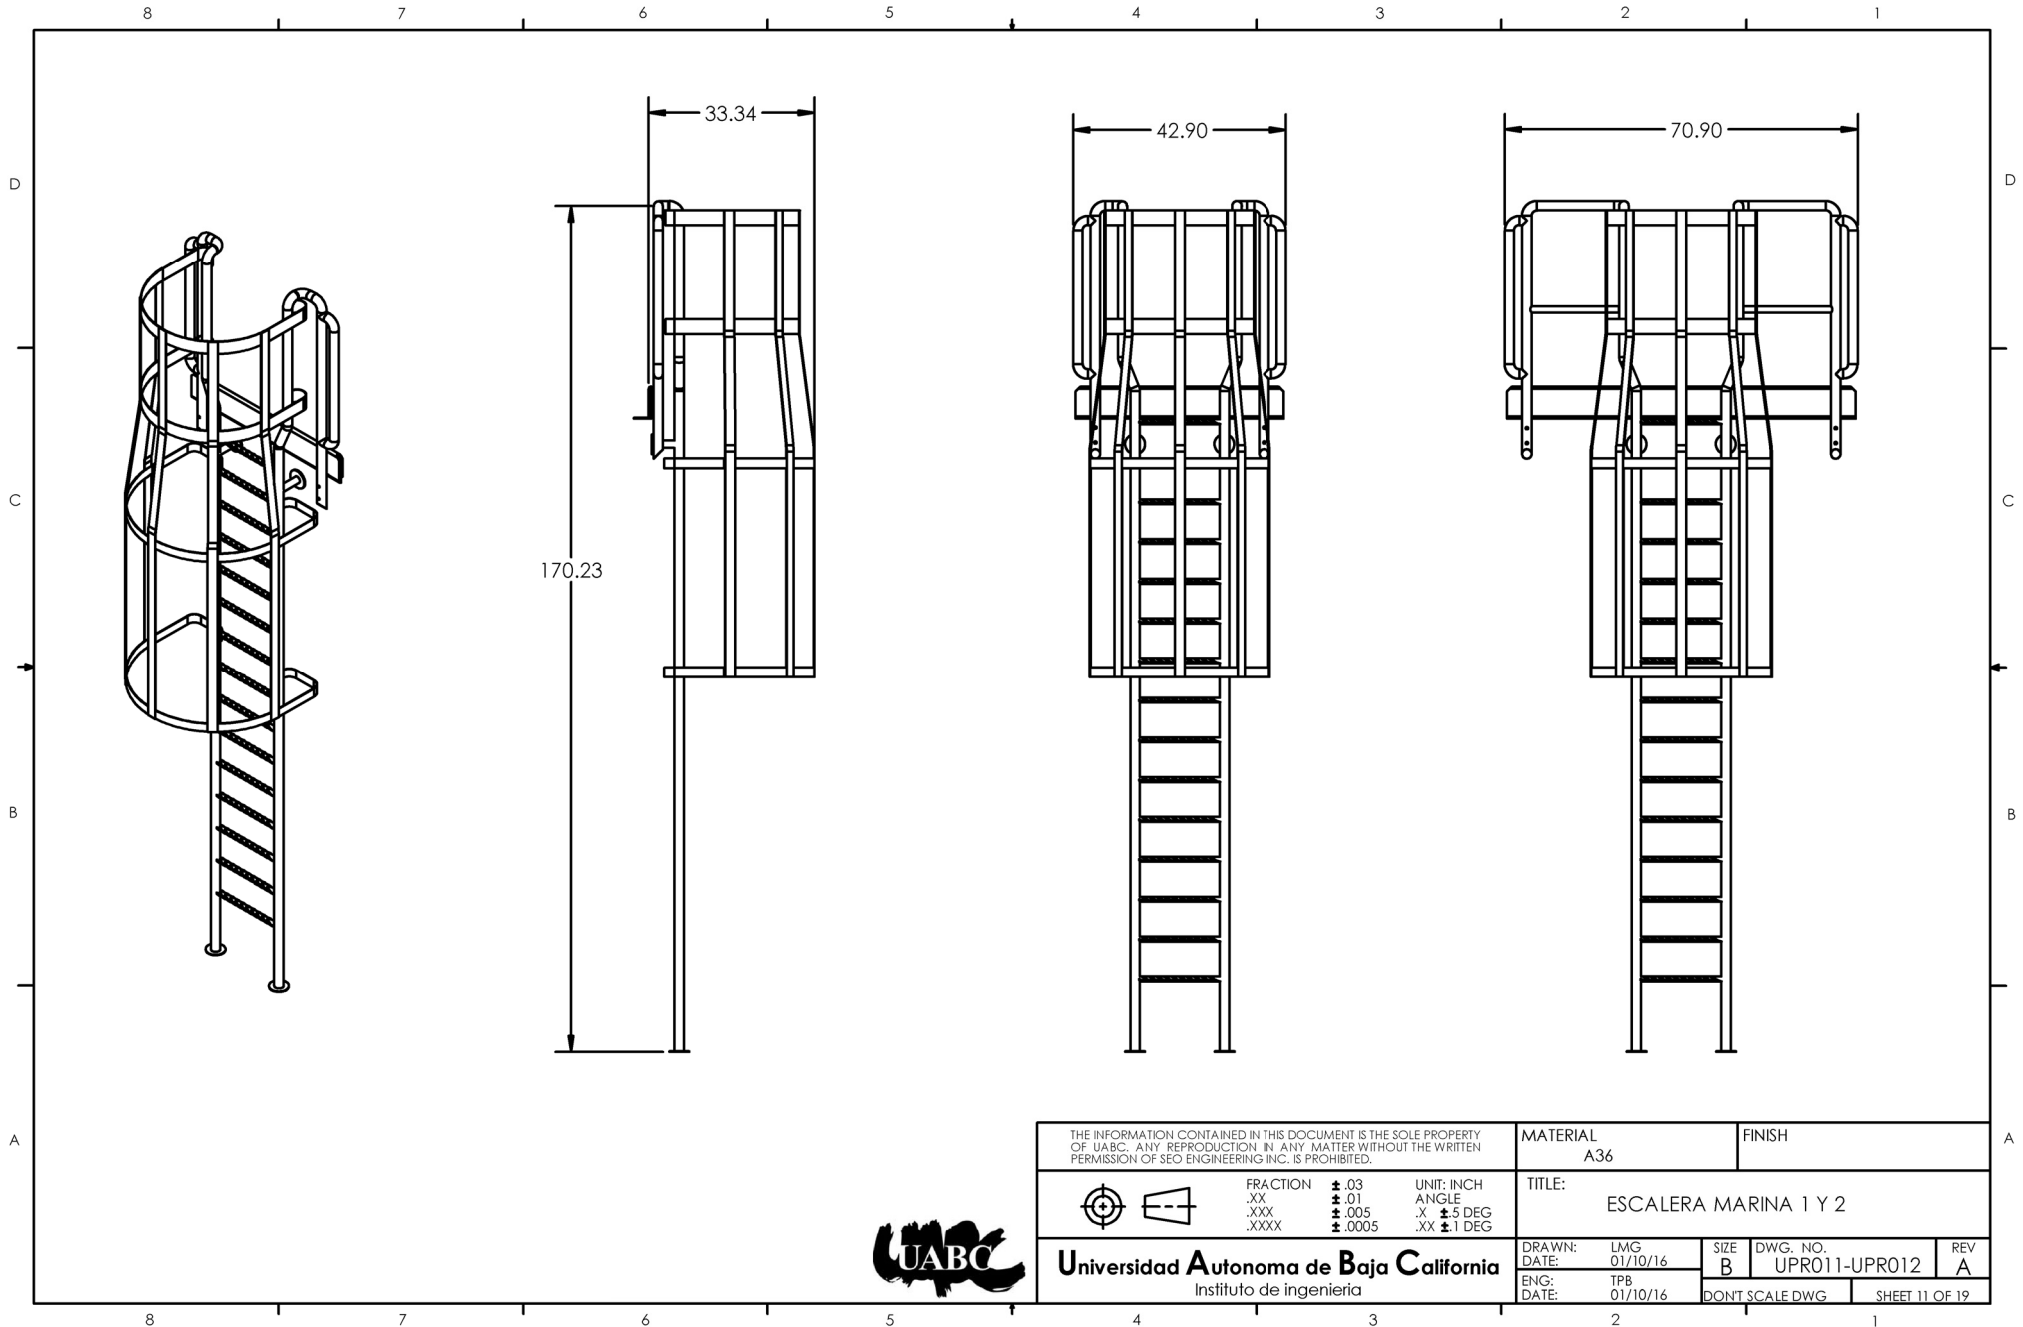 8 7 6 5 4 3 2 1
33.34
42.90
70.90
D D
170.23
C C
B B
A A
THE INFORMATION CONTAINED IN THIS DOCUMENT IS THE SOLE PROPERTY
OF UABC. ANY REPRODUCTION IN ANY MATTER WITHOUT THE WRITTEN
PERMISSION OF SEO ENGINEERING INC. IS PROHIBITED.
MATERIAL
A36
FINISH
FRACTION ± .03 UNIT: INCH
.XX ± .01 ANGLE
.XXX ± .005 .X ±.5 DEG
.XXXX ± .0005 .XX ±.1 DEG
TITLE:
ESCALERA MARINA 1 Y 2
UABC
Universidad Autonoma de Baja California
Instituto de ingenieria
DRAWN: LMG
DATE: 01/10/16
ENG: TPB
DATE: 01/10/16
SIZE
B
DWG. NO.
UPR011-UPR012
REV
A
DON'T SCALE DWG
SHEET 11 OF 19
8 7 6 5 4 3 2 1